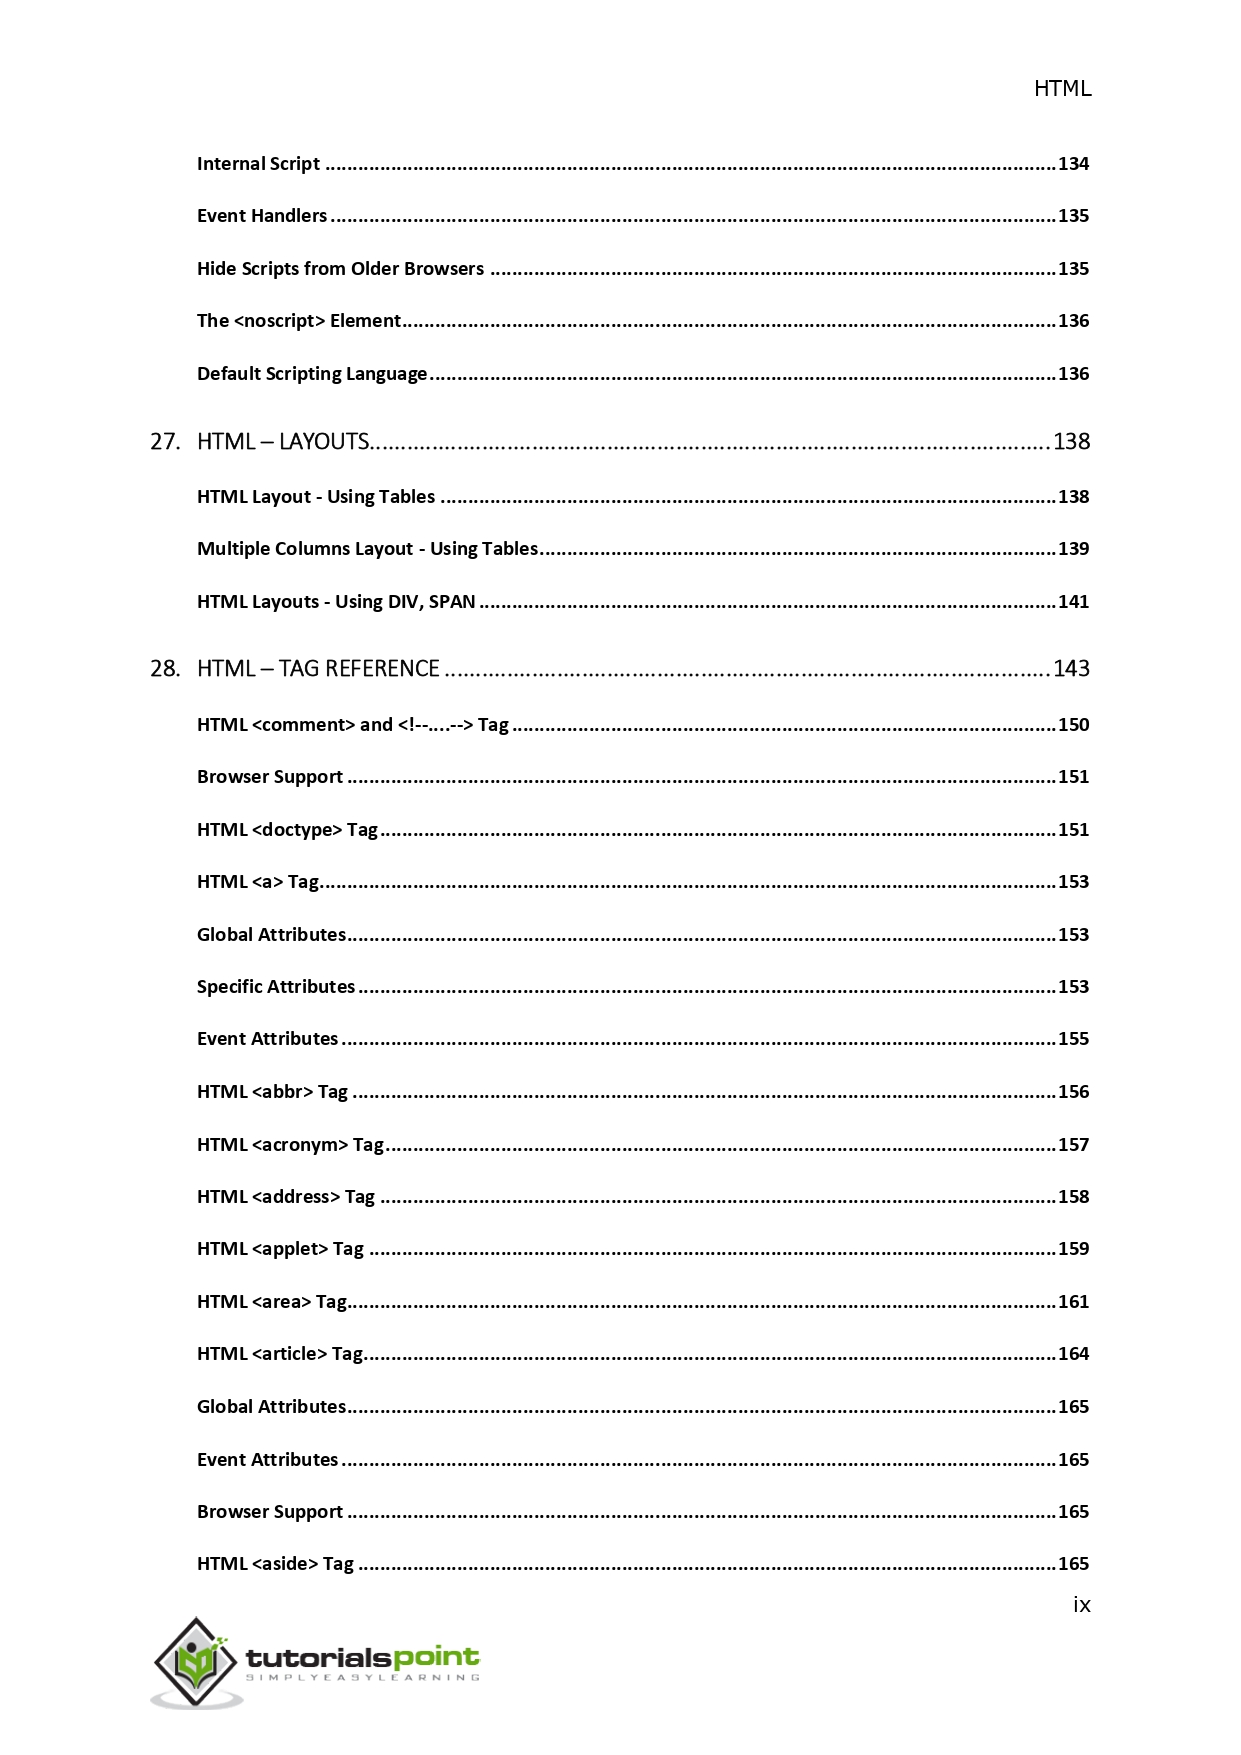 HTML
Internal Script ........................................................................................................................................ 134
Event Handlers ........................................................................................................................................ 135
Hide Scripts from Older Browsers ........................................................................................................ 135
The <noscript> Element........................................................................................................................ 136
Default Scripting Language................................................................................................................... 136
27. HTML – LAYOUTS............................................................................................................ 138
HTML Layout - Using Tables ................................................................................................................. 138
Multiple Columns Layout - Using Tables............................................................................................... 139
HTML Layouts - Using DIV, SPAN .......................................................................................................... 141
28. HTML – TAG REFERENCE ................................................................................................. 143
HTML <comment> and <!--....--> Tag .................................................................................................... 150
Browser Support .................................................................................................................................. 151
HTML <doctype> Tag............................................................................................................................ 151
HTML <a> Tag....................................................................................................................................... 153
Global Attributes.................................................................................................................................. 153
Specific Attributes ................................................................................................................................ 153
Event Attributes ................................................................................................................................... 155
HTML <abbr> Tag ................................................................................................................................. 156
HTML <acronym> Tag........................................................................................................................... 157
HTML <address> Tag ............................................................................................................................ 158
HTML <applet> Tag .............................................................................................................................. 159
HTML <area> Tag.................................................................................................................................. 161
HTML <article> Tag............................................................................................................................... 164
Global Attributes.................................................................................................................................. 165
Event Attributes ................................................................................................................................... 165
Browser Support .................................................................................................................................. 165
HTML <aside> Tag ................................................................................................................................ 165
ix
tutorialspoint
SIMPLYEASYLEARNING